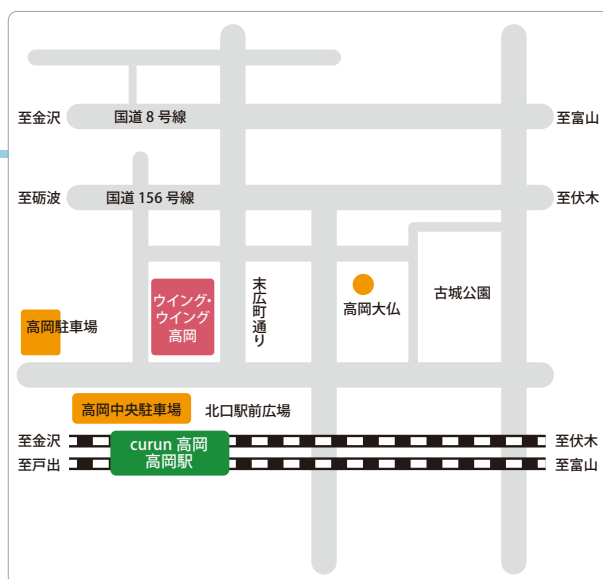 至金沢
国道 8 号線
至富山
至砺波
国道 156 号線
至伏木
ウイング・
ウイング
高岡
末広町通り
高岡大仏
古城公園
高岡駐車場
高岡中央駐車場
北口駅前広場
至金沢
curun 高岡
高岡駅
至伏木
至戸出
至富山